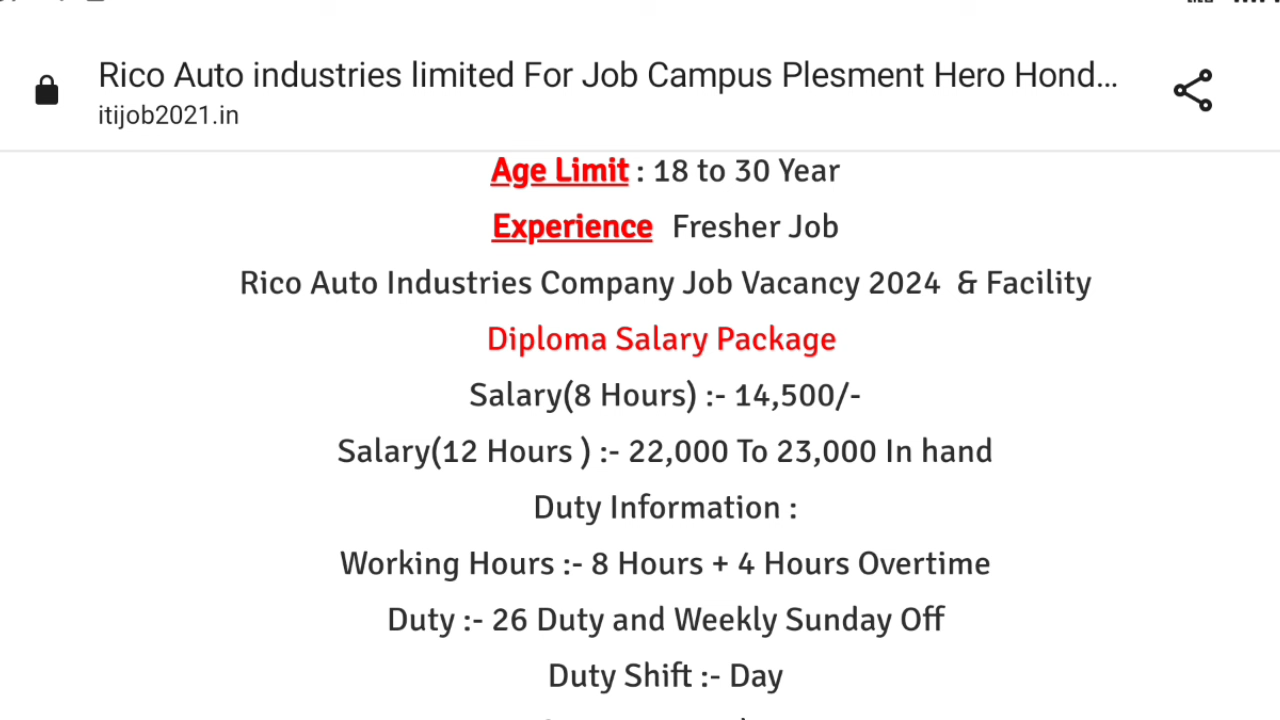 Rico Auto industries limited For Job Campus Plesment Hero Hond...
itijob2021.in
Age Limit : 18 to 30 Year
Experience Fresher Job
Rico Auto Industries Company Job Vacancy 2024 & Facility
Diploma Salary Package
Salary(8 Hours) :- 14,500/-
Salary(12 Hours ) :- 22,000 To 23,000 In hand
Duty Information :
Working Hours :- 8 Hours + 4 Hours Overtime
Duty :- 26 Duty and Weekly Sunday Off
Duty Shift :- Day